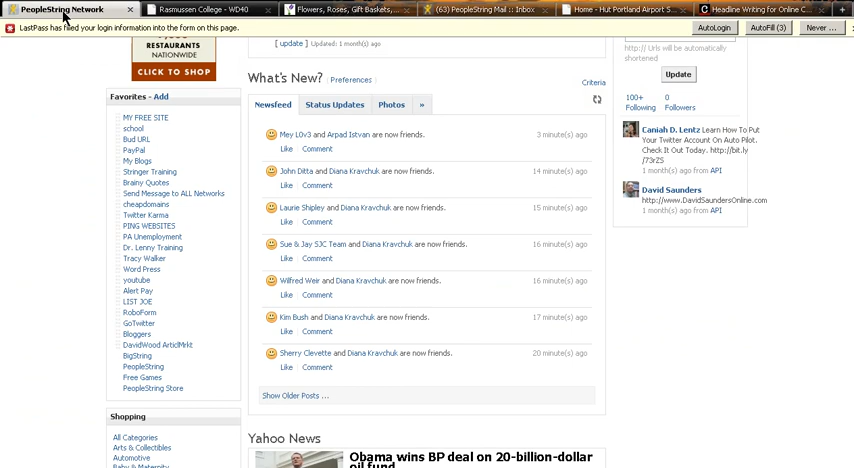 PeopleString Network
Rasmussen College - WD40
Flowers, Roses, Gift Baskets,...
(63) PeopleString Mail :: Inbox
Home - Hut Portland Airport S...
Headline Writing for Online C...
LastPass has filled your login information into the form on this page.
AutoLogin
AutoFill (3)
Never ...
RESTAURANTS
NATIONWIDE
CLICK TO SHOP
[ update ] Updated: 1 month(s) ago
http:// Urls will be automatically
shortened
Update
100+
Following
0
Followers
What's New? Preferences
Criteria
Newsfeed
Status Updates
Photos
»
Favorites - Add
MY FREE SITE
school
Bud URL
PayPal
My Blogs
Stringer Training
Brainy Quotes
Send Message to ALL Networks
cheapdomains
Twitter Karma
PING WEBSITES
PA Unemployment
Dr. Lenny Training
Tracy Walker
Word Press
youtube
Alert Pay
LIST JOE
RoboForm
GoTwitter
Bloggers
DavidWood ArticlMrkt
BigString
PeopleString
Free Games
PeopleString Store
Mey L0v3 and Arpad Istvan are now friends.
3 minute(s) ago
Like Comment
John Ditta and Diana Kravchuk are now friends.
14 minute(s) ago
Like Comment
Laurie Shipley and Diana Kravchuk are now friends.
15 minute(s) ago
Like Comment
Sue & Jay SJC Team and Diana Kravchuk are now friends.
16 minute(s) ago
Like Comment
Wilfred Weir and Diana Kravchuk are now friends.
16 minute(s) ago
Like Comment
Kim Bush and Diana Kravchuk are now friends.
17 minute(s) ago
Like Comment
Sherry Clevette and Diana Kravchuk are now friends.
20 minute(s) ago
Like Comment
Show Older Posts ...
Caniah D. Lentz Learn How To Put
Your Twitter Account On Auto Pilot.
Check It Out Today. http://bit.ly
/73rZS
1 month(s) ago from API
David Saunders
http://www.DavidSaundersOnline.com
1 month(s) ago from API
Shopping
All Categories
Arts & Collectibles
Automotive
Baby & Maternity
Yahoo News
Obama wins BP deal on 20-billion-dollar
oil fund